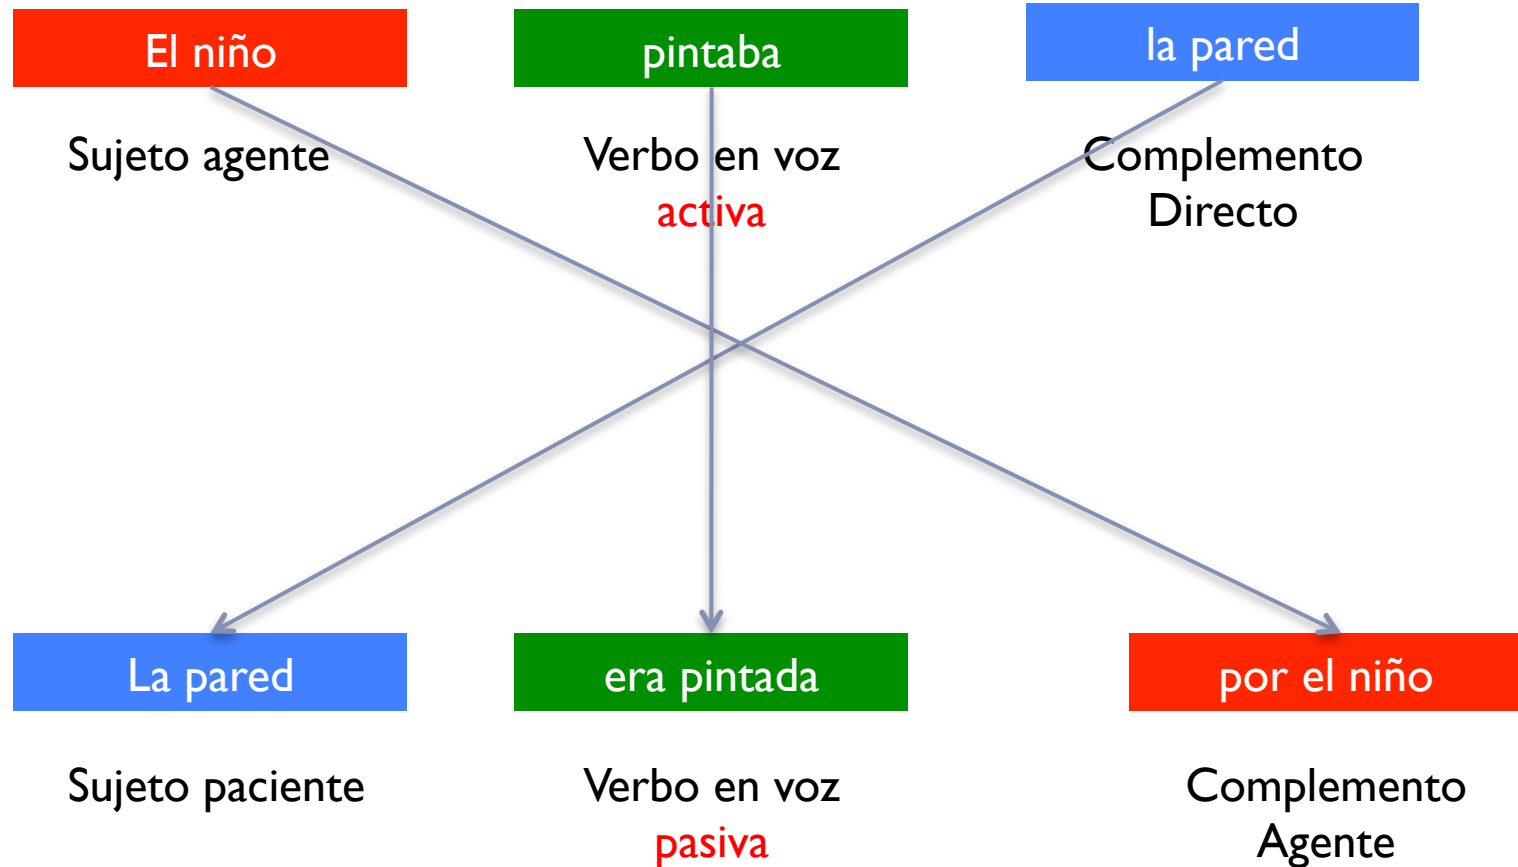 El niño
pintaba
la pared
Sujeto agente
Verbo en voz
activa
Complemento
Directo
La pared
era pintada
por el niño
Sujeto paciente
Verbo en voz
pasiva
Complemento
Agente